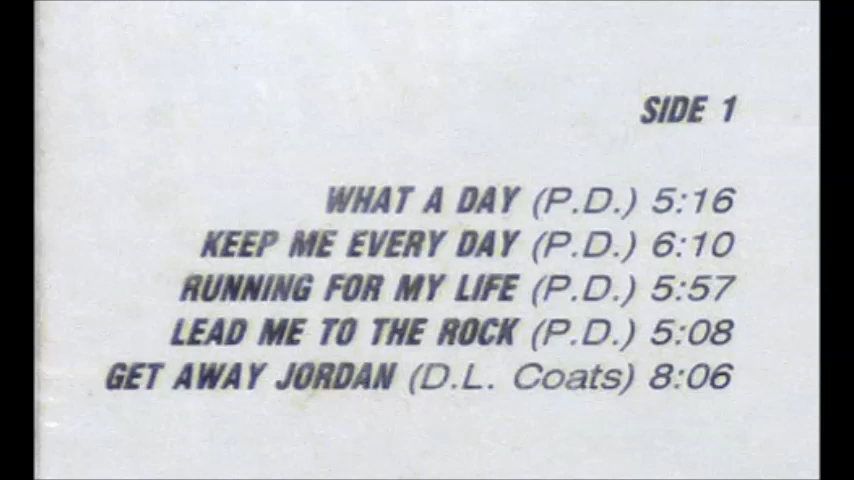 SIDE 1
WHAT A DAY (P.D.) 5:16
KEEP ME EVERY DAY (P.D.) 6:10
RUNNING FOR MY LIFE (P.D.) 5:57
LEAD ME TO THE ROCK (P.D.) 5:08
GET AWAY JORDAN (D.L. Coats) 8:06